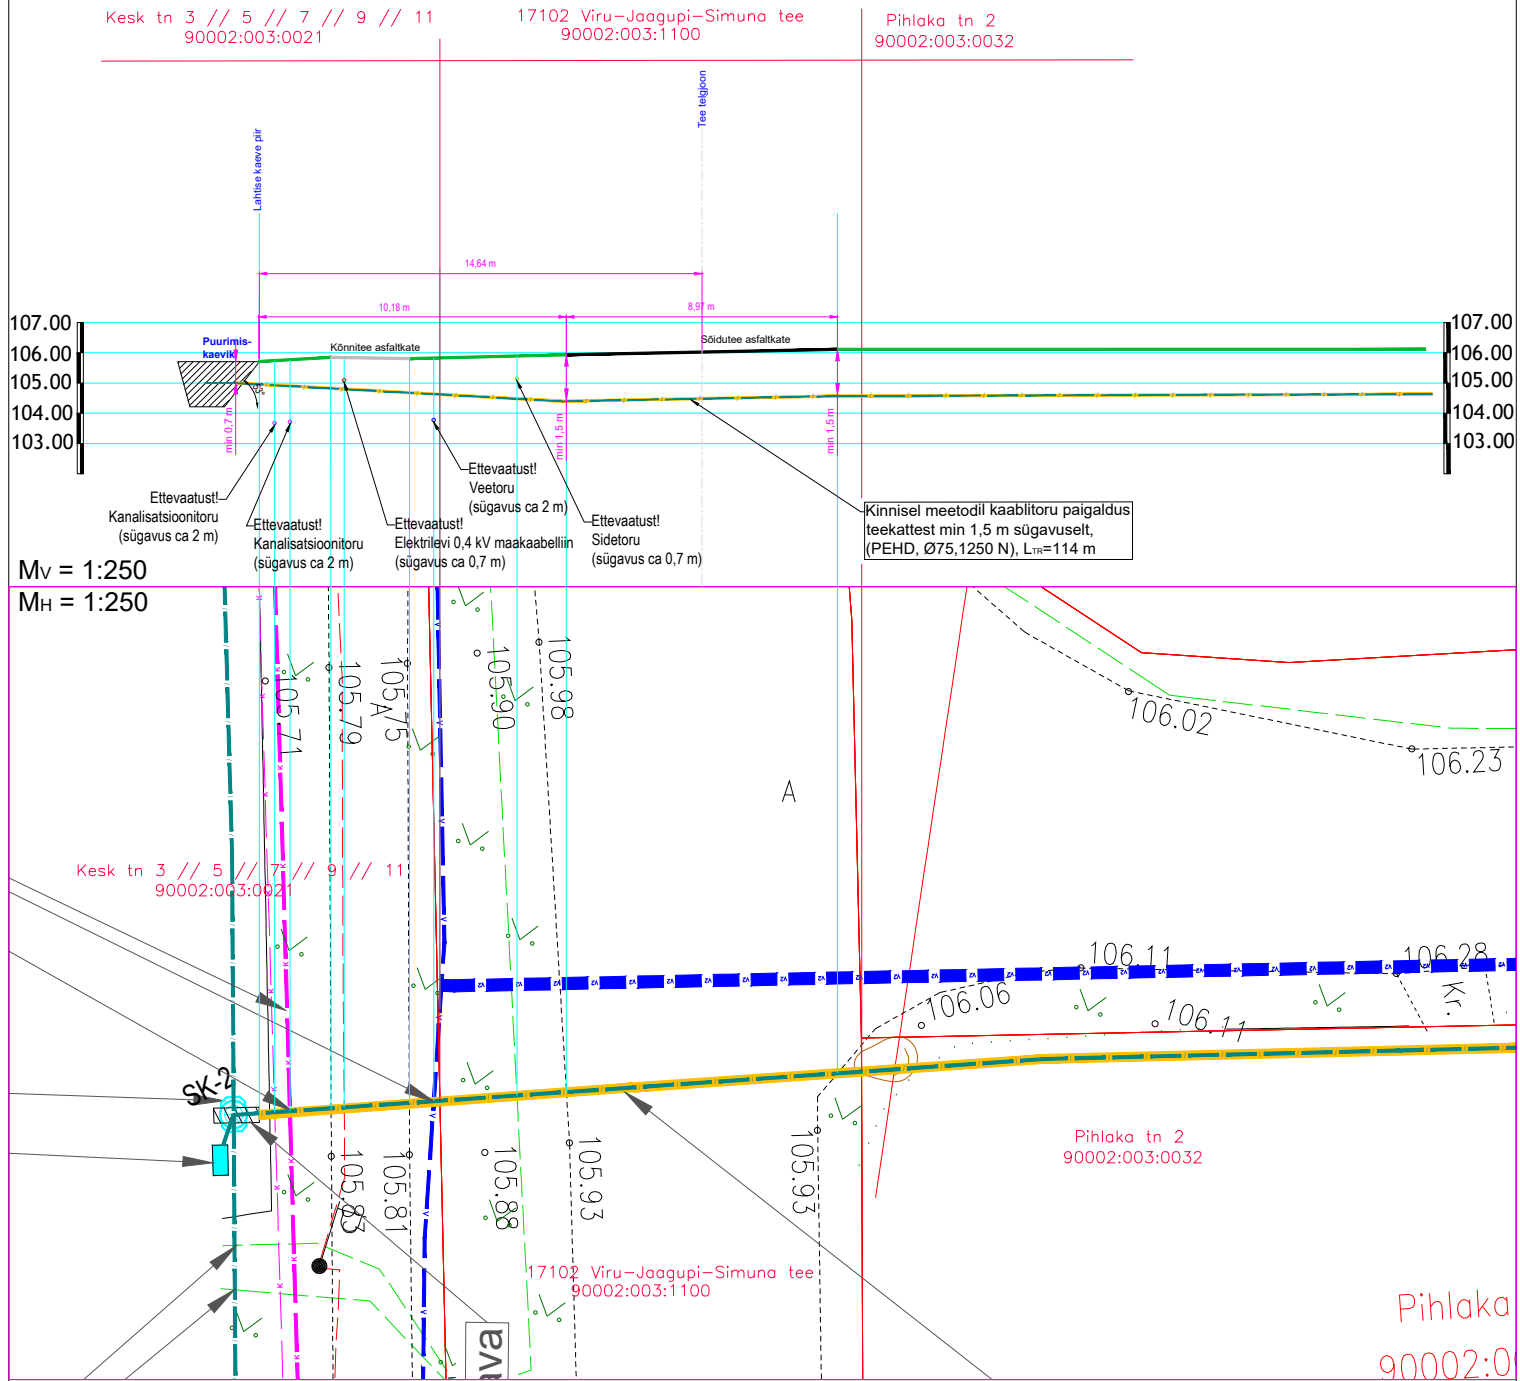 Kesk tn 3 // 5 // 7 // 9 // 11
90002:003:0021
17102 Viru-Jaagupi-Simuna tee
90002:003:1100
Pihlaka tn 2
90002:003:0032
Lahtise kaeve piir
Tee telgjoon
14,64 m
10,18 m
8,97 m
107.00
106.00
105.00
104.00
103.00
107.00
106.00
105.00
104.00
103.00
Puurimis-
kaevik
Kõnnitee asfaltkate
Sõidutee asfaltkate
min 0,7 m
min 1,5 m
min 1,5 m
Ettevaatust!
Kanalisatsioonitoru
(sügavus ca 2 m)
Ettevaatust!
Kanalisatsioonitoru
(sügavus ca 2 m)
Ettevaatust!
Elektrilevi 0,4 kV maakaabelliin
(sügavus ca 0,7 m)
Ettevaatust!
Veetoru
(sügavus ca 2 m)
Ettevaatust!
Sidetoru
(sügavus ca 0,7 m)
Kinnisel meetodil kaablitoru paigaldus
teekattest min 1,5 m sügavuselt,
(PEHD, Ø75,1250 N), LTR=114 m
MV = 1:250
MH = 1:250
105.71
105.79
A
105.75
105.90
105.98
106.02
106.23
A
Kesk tn 3 // 5 // 7 // 9 // 11
90002:003:0021
106.11
106.28
106.06
106.11
Kr.
SK-2
105.83
105.81
105.88
105.93
105.93
Pihlaka tn 2
90002:003:0032
17102 Viru-Jaagupi-Simuna tee
90002:003:1100
ava
Pihlaka
90002:0